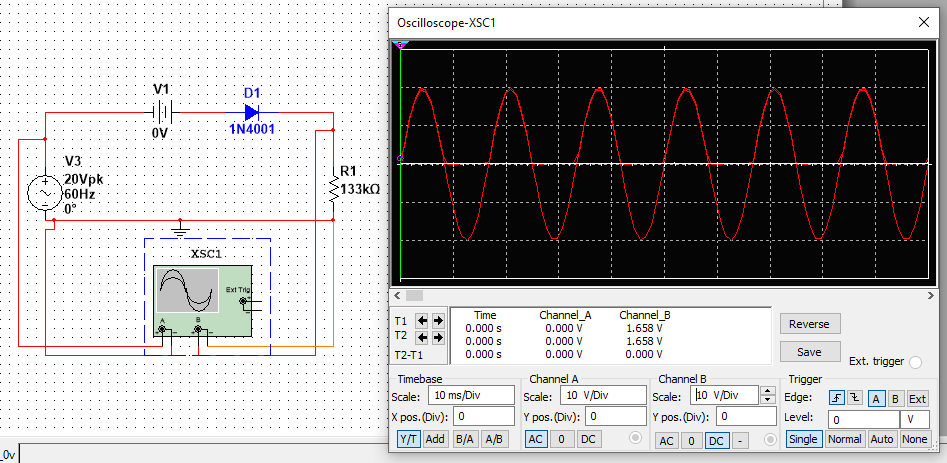 Oscilloscope-XSC1
V1
0V
D1
1N4001
V3
20Vpk
60Hz
0°
R1
133kΩ
XSC1
Ext Trig
A
B
T1
T2
T2-T1
Time Channel_A Channel_B
0.000 s 0.000 V 1.658 V
0.000 s 0.000 V 1.658 V
0.000 s 0.000 V 0.000 V
Reverse
Save
Ext. trigger
Timebase
Scale: 10 ms/Div
X pos.(Div): 0
Y/T Add B/A A/B
Channel A
Scale: 10 V/Div
Y pos.(Div): 0
AC 0 DC
Channel B
Scale: 10 V/Div
Y pos.(Div): 0
AC 0 DC -
Trigger
Edge: A B Ext
Level: 0 V
Single Normal Auto None
_0v